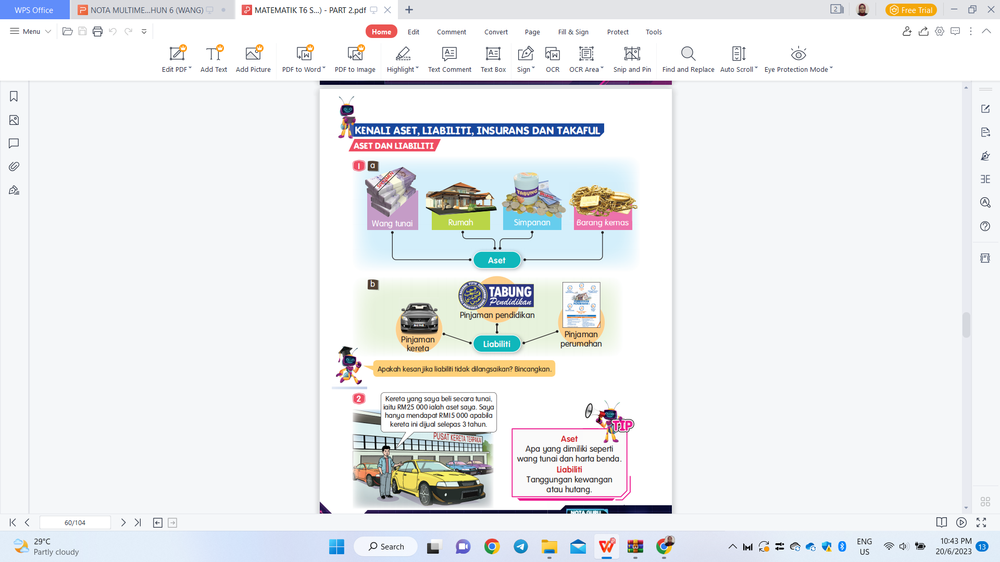 WPS Office
NOTA MULTIME...HUN 6 (WANG)
MATEMATIK T6 S...) - PART 2.pdf
2
Free Trial
Menu
Home
Edit
Comment
Convert
Page
Fill & Sign
Protect
Tools
Edit PDF
Add Text
Add Picture
PDF to Word
PDF to Image
Highlight
Text Comment
Text Box
Sign
OCR
OCR Area
Snip and Pin
Find and Replace
Auto Scroll
Eye Protection Mode
KENALI ASET, LIABILITI, INSURANS DAN TAKAFUL
ASET DAN LIABILITI
1 a
SPESIMEN
TABUNG
Wang tunai
Rumah
Simpanan
Barang kemas
Aset
b
TABUNG
Pendidikan
Pinjaman pendidikan
PEMBIAYAAN
PERUMAHAN
Pinjaman
kereta
Liabiliti
Pinjaman
perumahan
Apakah kesan jika liabiliti tidak dilangsaikan? Bincangkan.
2
Kereta yang saya beli secara tunai,
iaitu RM25 000 ialah aset saya. Saya
hanya mendapat RM15 000 apabila
kereta ini dijual selepas 3 tahun.
PUSAT KERETA TERPAKAI
TIP
Aset
Apa yang dimiliki seperti
wang tunai dan harta benda.
Liabiliti
Tanggungan kewangan
atau hutang.
NOTA GURU
60/104
29°C
Partly cloudy
Search
ENG
US
10:43 PM
20/6/2023
13